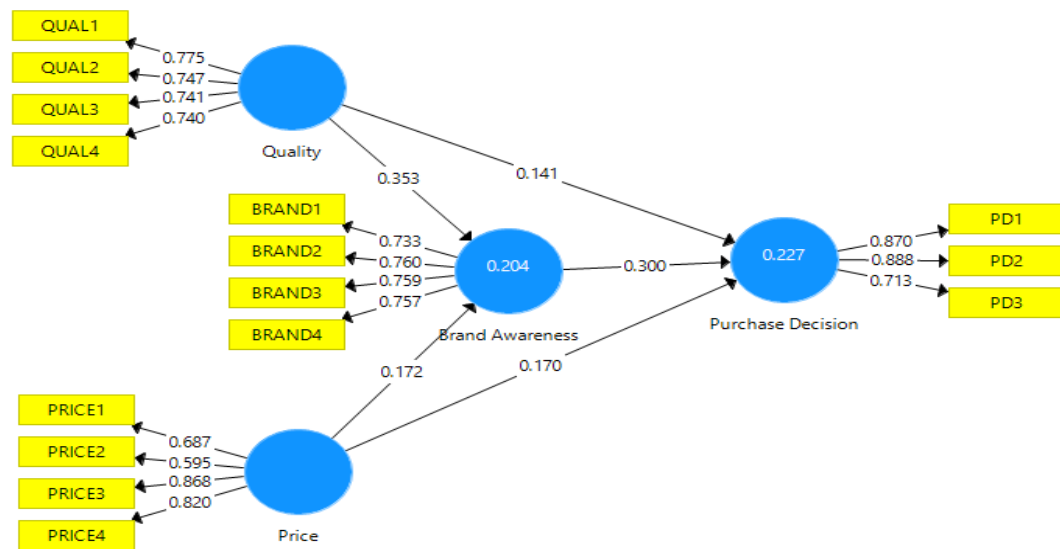 QUAL1
0.775
QUAL2
0.747
QUAL3
0.741
0.740
QUAL4
Quality
0.353
0.141
BRAND1
0.733
BRAND2
0.760
BRAND3
0.759
0.757
BRAND4
0.204
Brand Awareness
0.300
0.227
Purchase Decision
PD1
0.870
PD2
0.888
0.713
PD3
0.172
0.170
PRICE1
0.687
PRICE2
0.595
PRICE3
0.868
0.820
PRICE4
Price